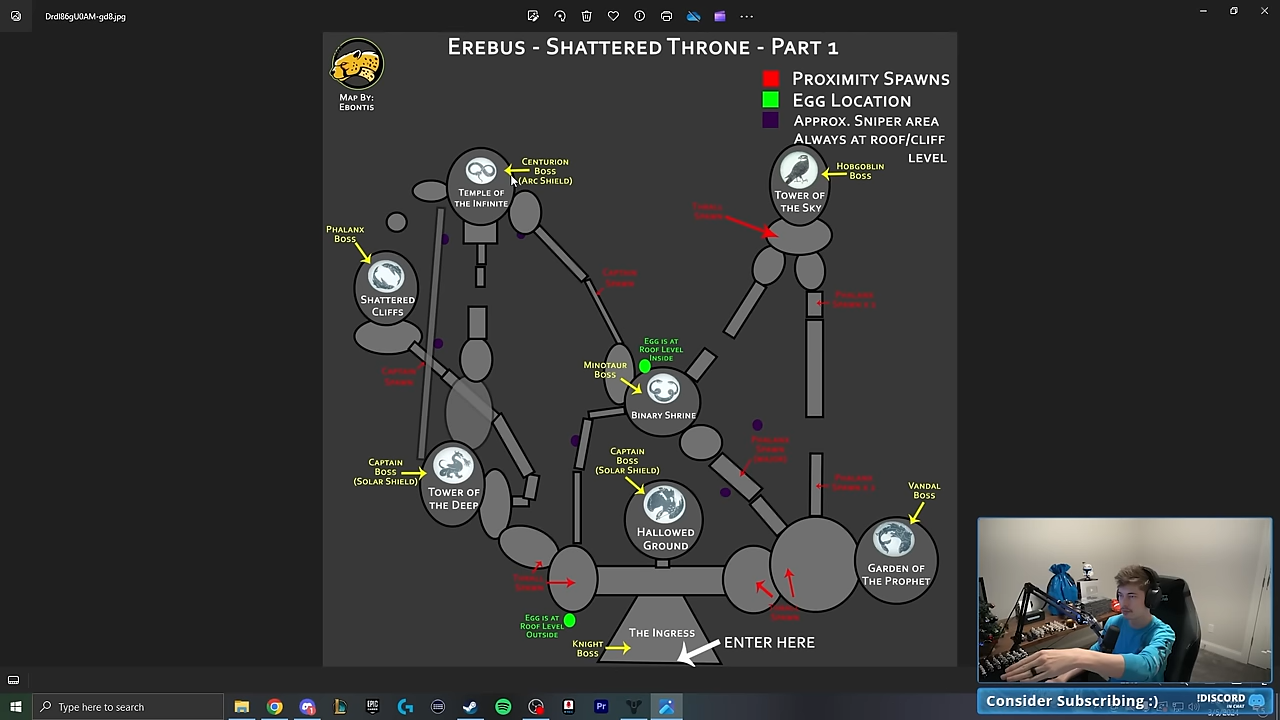 Drdl86gU0AM-gd8.jpg
Erebus - Shattered Throne - Part 1
Map By:
Ebontis
Proximity Spawns
Egg Location
Approx. Sniper area
Always at roof/cliff
level
Centurion
Boss
(Arc Shield)
Temple of
the Infinite
Hobgoblin
Boss
Tower of
the Sky
Phalanx
Boss
Shattered
Cliffs
Egg is at
Roof Level
Inside
Minotaur
Boss
Binary Shrine
Captain
Boss
(Solar Shield)
Tower of
the Deep
Captain
Boss
(Solar Shield)
Hallowed
Ground
Vandal
Boss
Garden of
The Prophet
Egg is at
Roof Level
Outside
Knight
Boss
The Ingress
Enter Here
Consider Subscribing :)
!DISCORD
IN CHAT
Type here to search